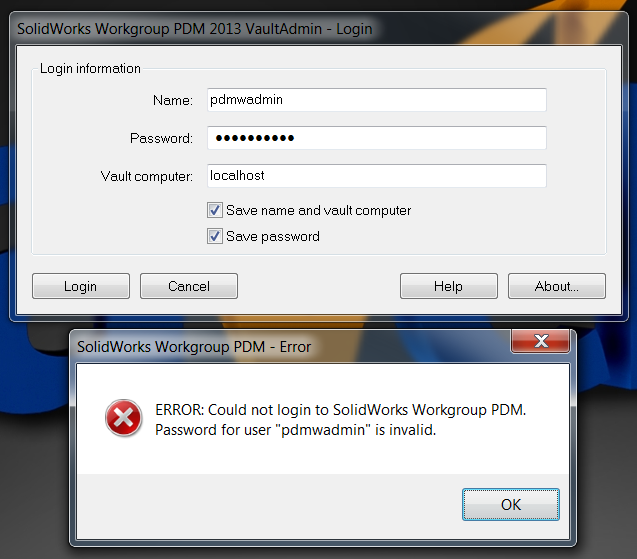 SolidWorks Workgroup PDM 2013 VaultAdmin - Login
Login information
Name: pdmwadmin
Password: ●●●●●●●●●●
Vault computer: localhost
Save name and vault computer
Save password
Login Cancel Help About...
SolidWorks Workgroup PDM - Error
ERROR: Could not login to SolidWorks Workgroup PDM.
Password for user "pdmwadmin" is invalid.
OK